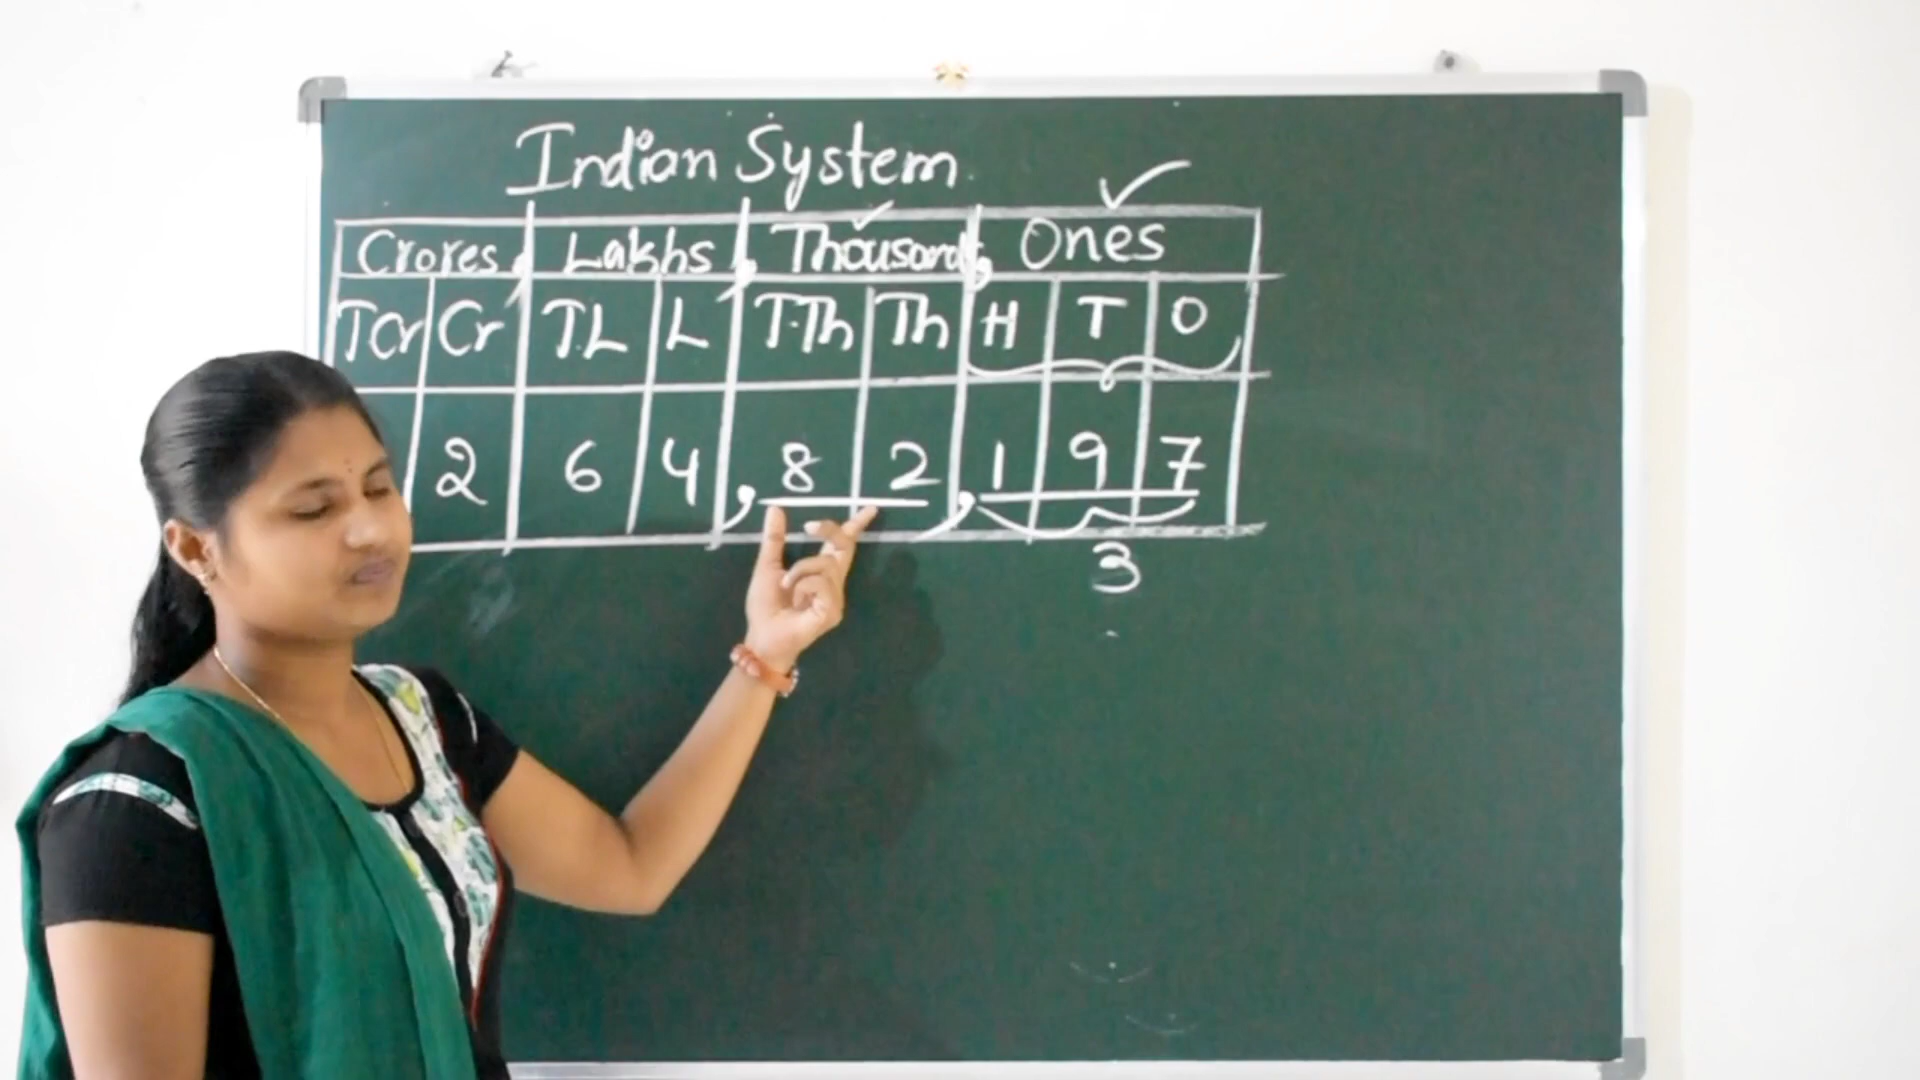 Indian System
Crores, Lakhs, Thousands, Ones
TCr Cr T.L L T.Th Th H T O
2 6 4, 8 2, 1 9 7
3